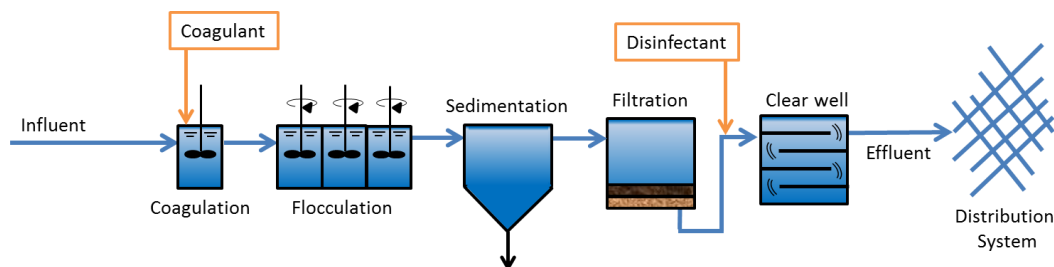 Coagulant
Disinfectant
Influent
Sedimentation
Filtration
Clear well
Effluent
Coagulation
Flocculation
Distribution
System